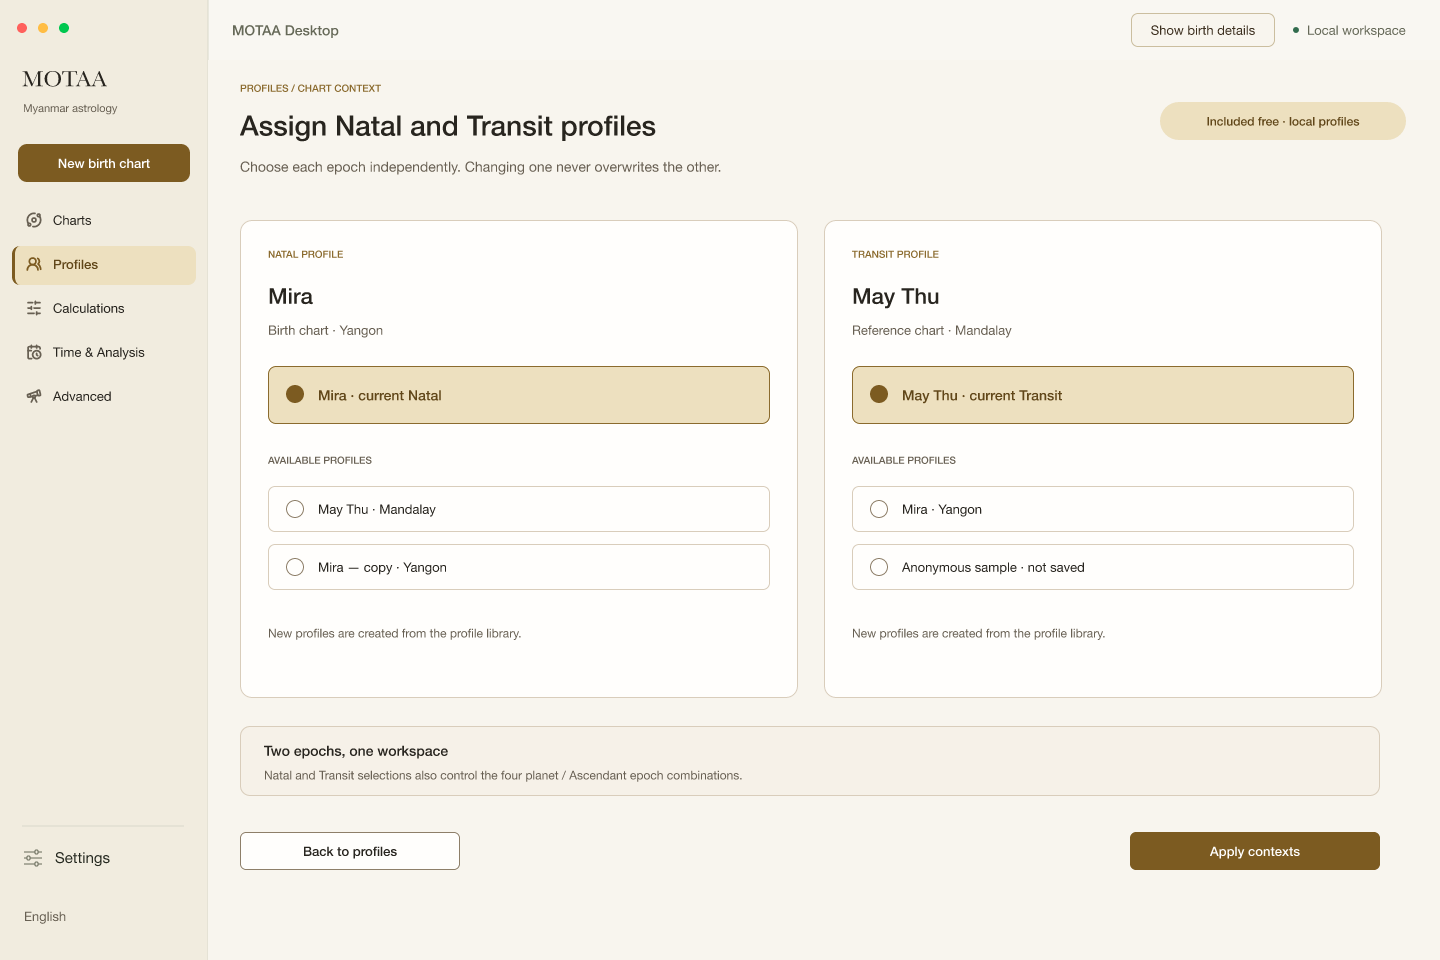 MOTAA
Myanmar astrology
New birth chart
Charts
Profiles
Calculations
Time & Analysis
Advanced
Settings
English
MOTAA Desktop
Show birth details
Local workspace
PROFILES / CHART CONTEXT
Assign Natal and Transit profiles
Choose each epoch independently. Changing one never overwrites the other.
Included free · local profiles
NATAL PROFILE
Mira
Birth chart · Yangon
Mira · current Natal
AVAILABLE PROFILES
May Thu · Mandalay
Mira — copy · Yangon
New profiles are created from the profile library.
TRANSIT PROFILE
May Thu
Reference chart · Mandalay
May Thu · current Transit
AVAILABLE PROFILES
Mira · Yangon
Anonymous sample · not saved
New profiles are created from the profile library.
Two epochs, one workspace
Natal and Transit selections also control the four planet / Ascendant epoch combinations.
Back to profiles
Apply contexts